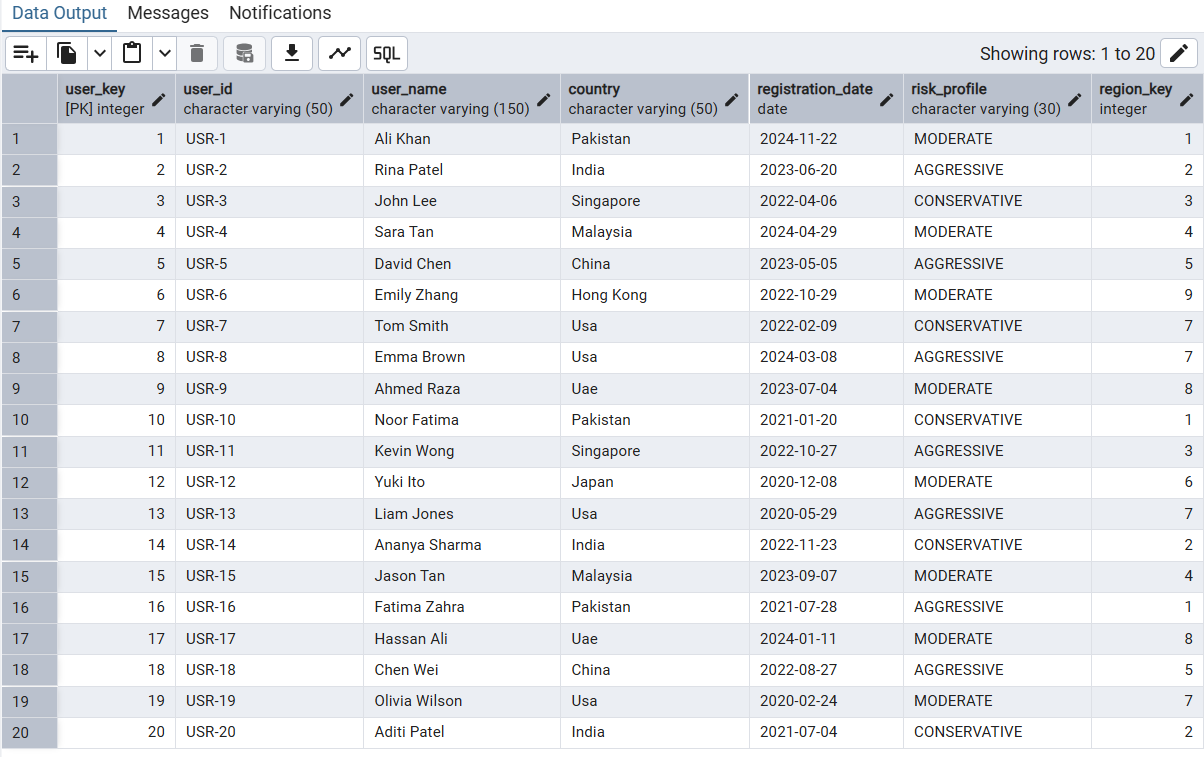 Data Output Messages Notifications
SQL Showing rows: 1 to 20
user_key user_id user_name country registration_date risk_profile region_key
[PK] integer character varying (50) character varying (150) character varying (50) date character varying (30) integer
1 1 USR-1 Ali Khan Pakistan 2024-11-22 MODERATE 1
2 2 USR-2 Rina Patel India 2023-06-20 AGGRESSIVE 2
3 3 USR-3 John Lee Singapore 2022-04-06 CONSERVATIVE 3
4 4 USR-4 Sara Tan Malaysia 2024-04-29 MODERATE 4
5 5 USR-5 David Chen China 2023-05-05 AGGRESSIVE 5
6 6 USR-6 Emily Zhang Hong Kong 2022-10-29 MODERATE 9
7 7 USR-7 Tom Smith Usa 2022-02-09 CONSERVATIVE 7
8 8 USR-8 Emma Brown Usa 2024-03-08 AGGRESSIVE 7
9 9 USR-9 Ahmed Raza Uae 2023-07-04 MODERATE 8
10 10 USR-10 Noor Fatima Pakistan 2021-01-20 CONSERVATIVE 1
11 11 USR-11 Kevin Wong Singapore 2022-10-27 AGGRESSIVE 3
12 12 USR-12 Yuki Ito Japan 2020-12-08 MODERATE 6
13 13 USR-13 Liam Jones Usa 2020-05-29 AGGRESSIVE 7
14 14 USR-14 Ananya Sharma India 2022-11-23 CONSERVATIVE 2
15 15 USR-15 Jason Tan Malaysia 2023-09-07 MODERATE 4
16 16 USR-16 Fatima Zahra Pakistan 2021-07-28 AGGRESSIVE 1
17 17 USR-17 Hassan Ali Uae 2024-01-11 MODERATE 8
18 18 USR-18 Chen Wei China 2022-08-27 AGGRESSIVE 5
19 19 USR-19 Olivia Wilson Usa 2020-02-24 MODERATE 7
20 20 USR-20 Aditi Patel India 2021-07-04 CONSERVATIVE 2